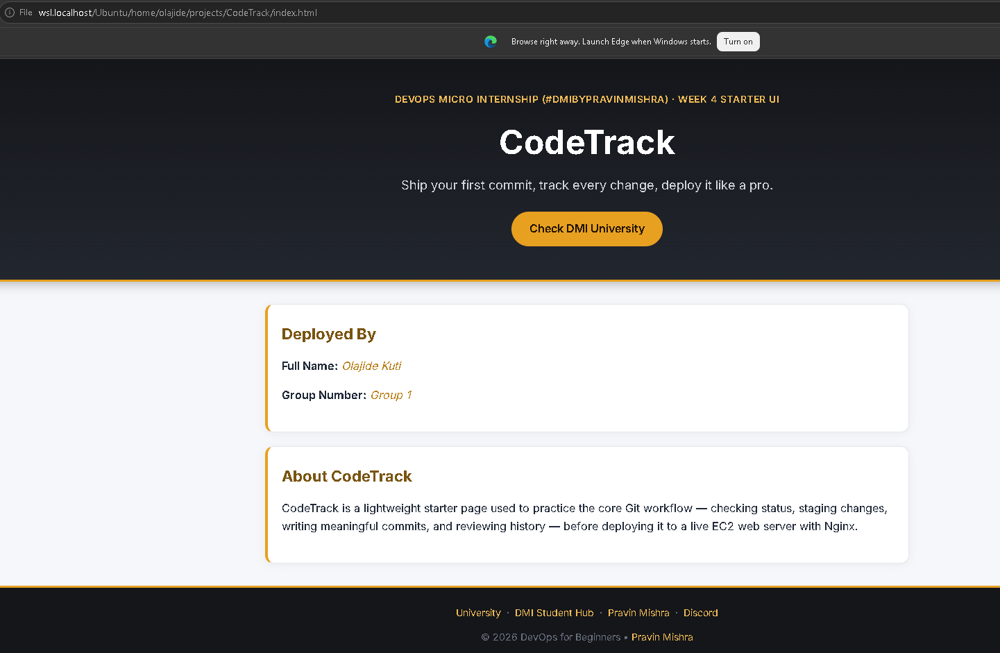 File wsl.localhost/Ubuntu/home/olajide/projects/CodeTrack/index.html
Browse right away. Launch Edge when Windows starts. Turn on
DEVOPS MICRO INTERNSHIP (#DMIBYPRAVINMISHRA) · WEEK 4 STARTER UI
CodeTrack
Ship your first commit, track every change, deploy it like a pro.
Check DMI University
Deployed By
Full Name: Olajide Kuti
Group Number: Group 1
About CodeTrack
CodeTrack is a lightweight starter page used to practice the core Git workflow — checking status, staging changes,
writing meaningful commits, and reviewing history — before deploying it to a live EC2 web server with Nginx.
University · DMI Student Hub · Pravin Mishra · Discord
© 2026 DevOps for Beginners • Pravin Mishra